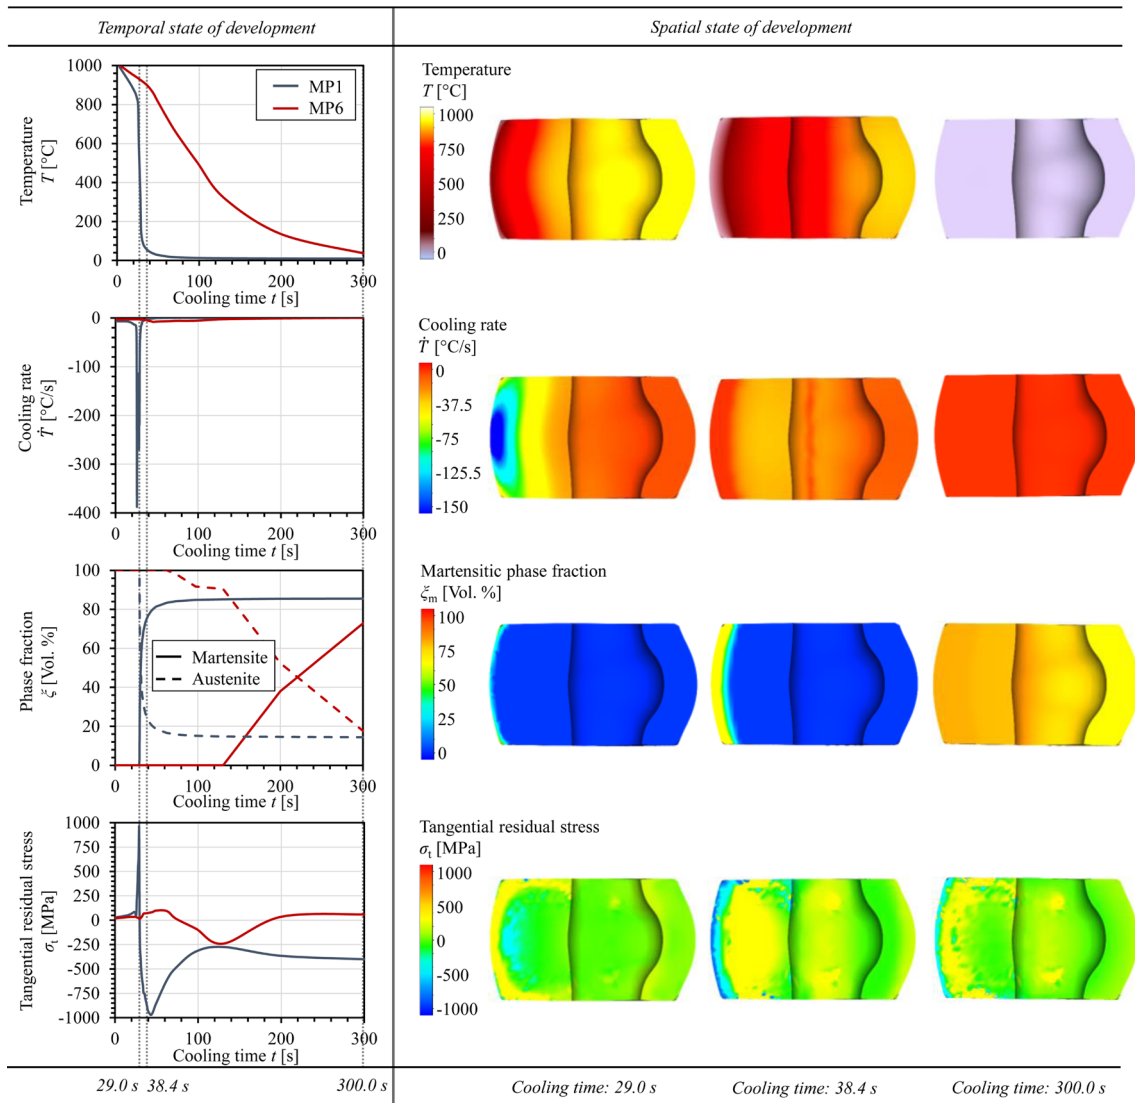 Temporal state of development
Spatial state of development
Temperature
T [°C]
1000
800
600
400
200
0
MP1
MP6
0
100
200
300
Cooling time t [s]
Temperature
T [°C]
1000
750
500
250
0
Cooling rate
Ṫ [°C/s]
0
-100
-200
-300
-400
0
100
200
300
Cooling time t [s]
Cooling rate
Ṫ [°C/s]
0
-37.5
-75
-125.5
-150
Phase fraction
ξ [Vol. %]
100
80
60
40
20
0
Martensite
Austenite
0
100
200
300
Cooling time t [s]
Martensitic phase fraction
ξm [Vol. %]
100
75
50
25
0
Tangential residual stress
σt [MPa]
1000
750
500
250
0
-250
-500
-750
-1000
0
100
200
300
Cooling time t [s]
Tangential residual stress
σt [MPa]
1000
500
0
-500
-1000
29.0 s 38.4 s 300.0 s
Cooling time: 29.0 s
Cooling time: 38.4 s
Cooling time: 300.0 s